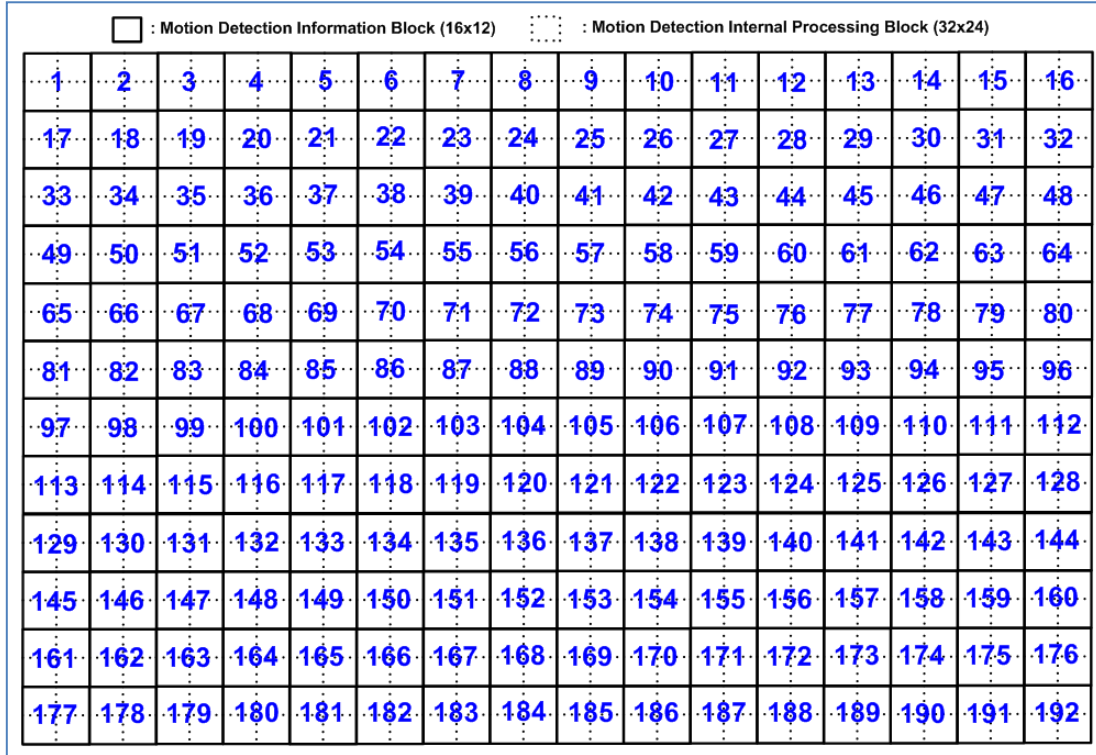 : Motion Detection Information Block (16x12) : Motion Detection Internal Processing Block (32x24)
1 2 3 4 5 6 7 8 9 10 11 12 13 14 15 16
17 18 19 20 21 22 23 24 25 26 27 28 29 30 31 32
33 34 35 36 37 38 39 40 41 42 43 44 45 46 47 48
49 50 51 52 53 54 55 56 57 58 59 60 61 62 63 64
65 66 67 68 69 70 71 72 73 74 75 76 77 78 79 80
81 82 83 84 85 86 87 88 89 90 91 92 93 94 95 96
97 98 99 100 101 102 103 104 105 106 107 108 109 110 111 112
113 114 115 116 117 118 119 120 121 122 123 124 125 126 127 128
129 130 131 132 133 134 135 136 137 138 139 140 141 142 143 144
145 146 147 148 149 150 151 152 153 154 155 156 157 158 159 160
161 162 163 164 165 166 167 168 169 170 171 172 173 174 175 176
177 178 179 180 181 182 183 184 185 186 187 188 189 190 191 192